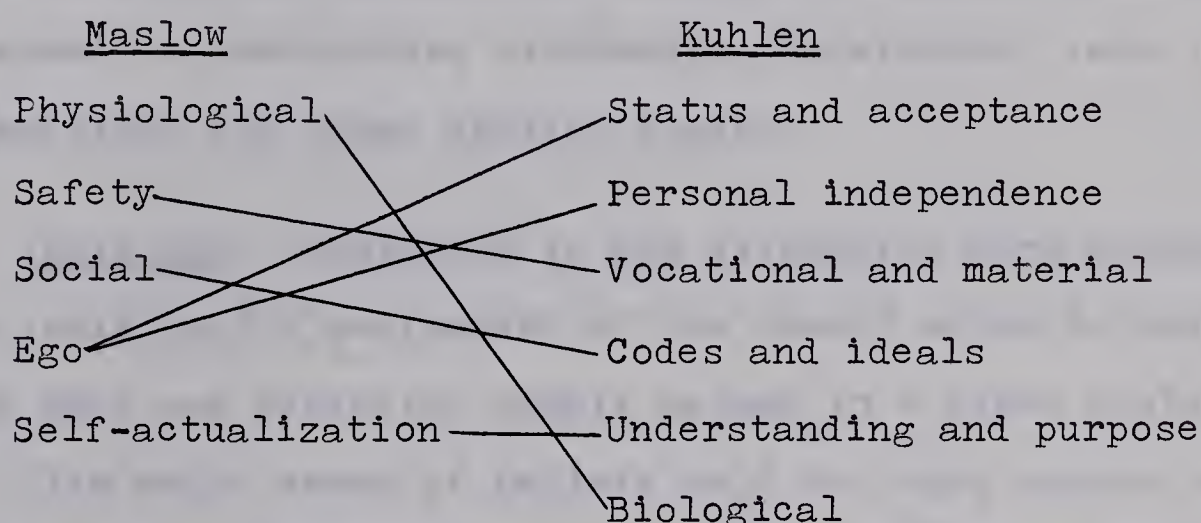 Maslow Kuhlen
Physiological Status and acceptance
Safety Personal independence
Social Vocational and material
Ego Codes and ideals
Self-actualization Understanding and purpose
Biological